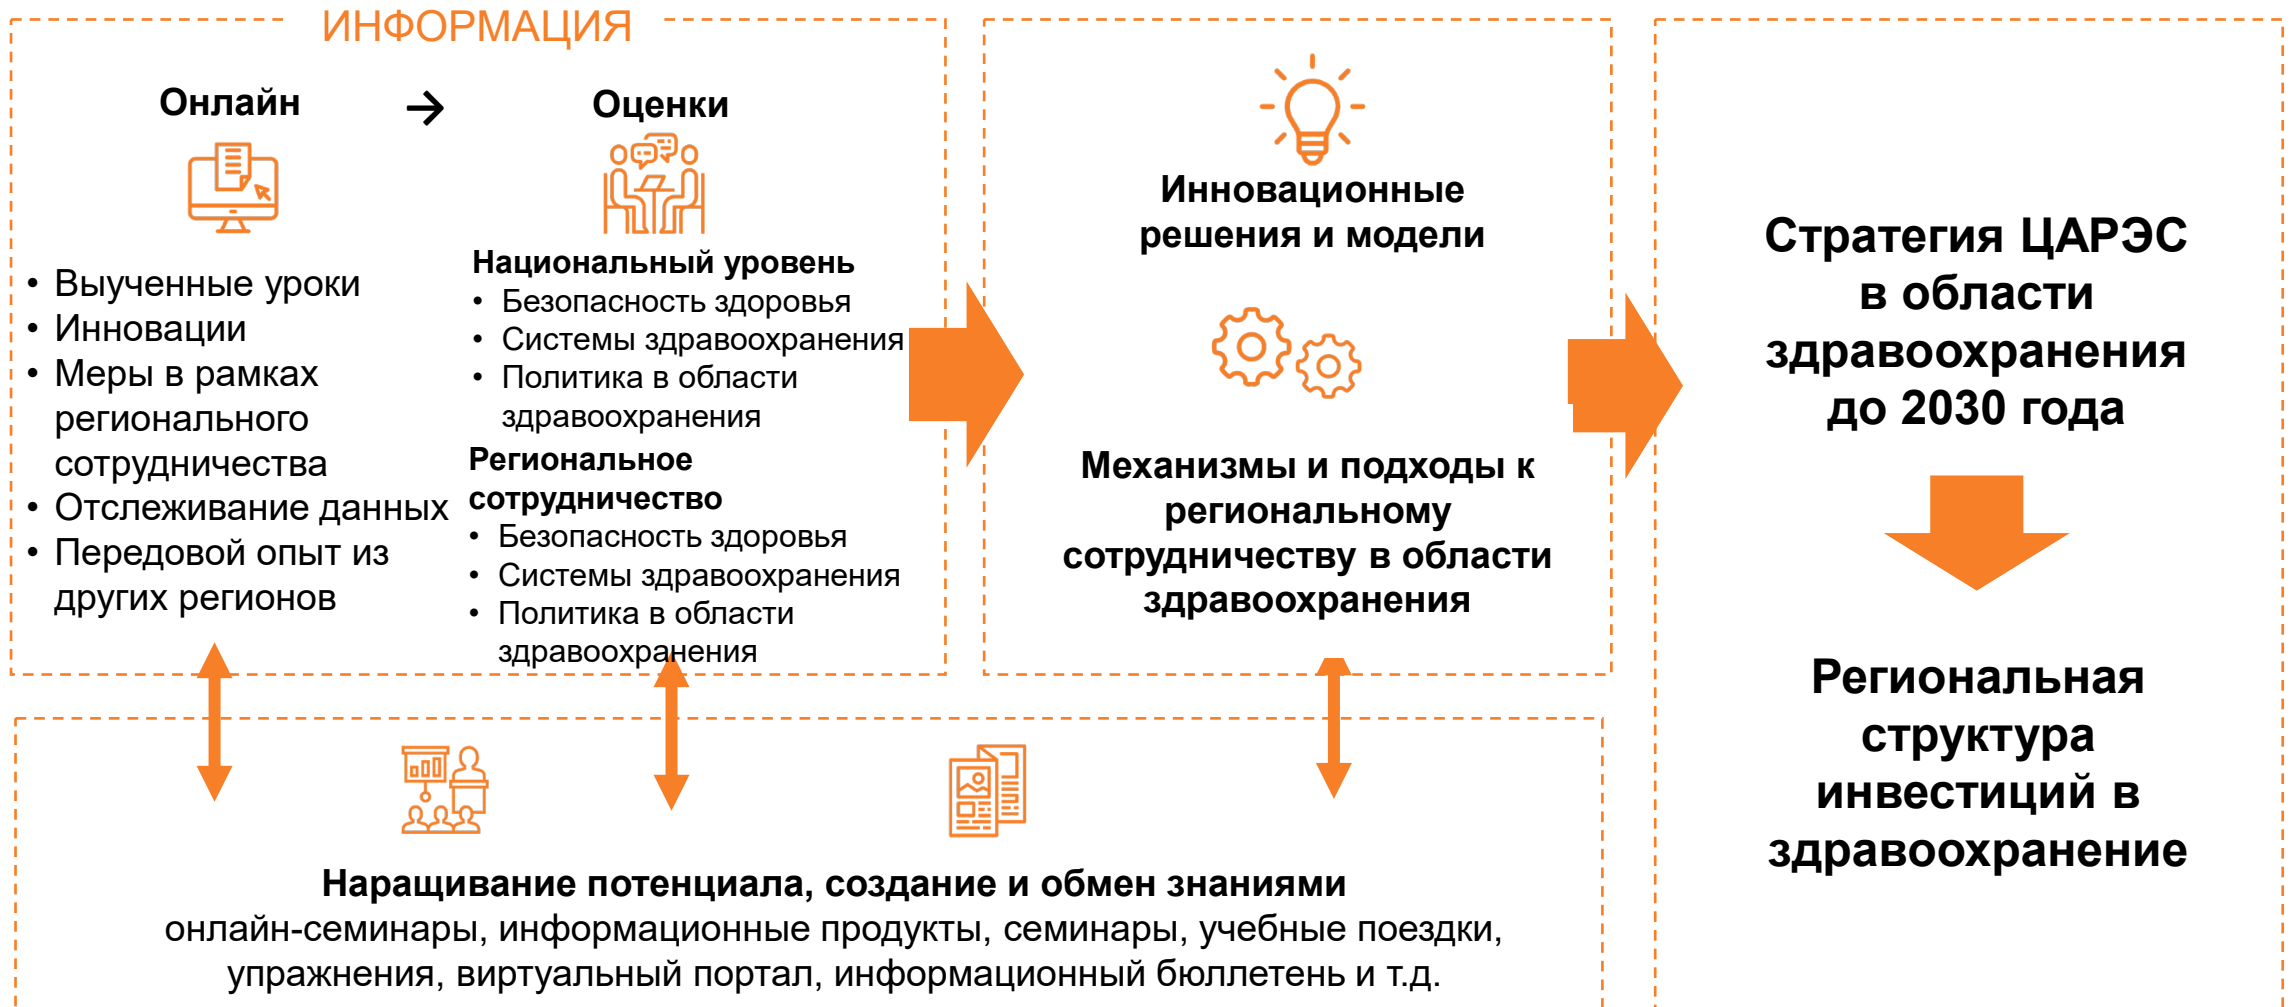 ИНФОРМАЦИЯ
Онлайн
→
Оценки
• Выученные уроки
• Инновации
• Меры в рамках
регионального
сотрудничества
• Отслеживание данных
• Передовой опыт из
других регионов
Национальный уровень
• Безопасность здоровья
• Системы здравоохранения
• Политика в области
здравоохранения
Региональное
сотрудничество
• Безопасность здоровья
• Системы здравоохранения
• Политика в области
здравоохранения
Инновационные
решения и модели
Механизмы и подходы к
региональному
сотрудничеству в области
здравоохранения
Стратегия ЦАРЭС
в области
здравоохранения
до 2030 года
Региональная
структура
инвестиций в
здравоохранение
Наращивание потенциала, создание и обмен знаниями
онлайн-семинары, информационные продукты, семинары, учебные поездки,
упражнения, виртуальный портал, информационный бюллетень и т.д.